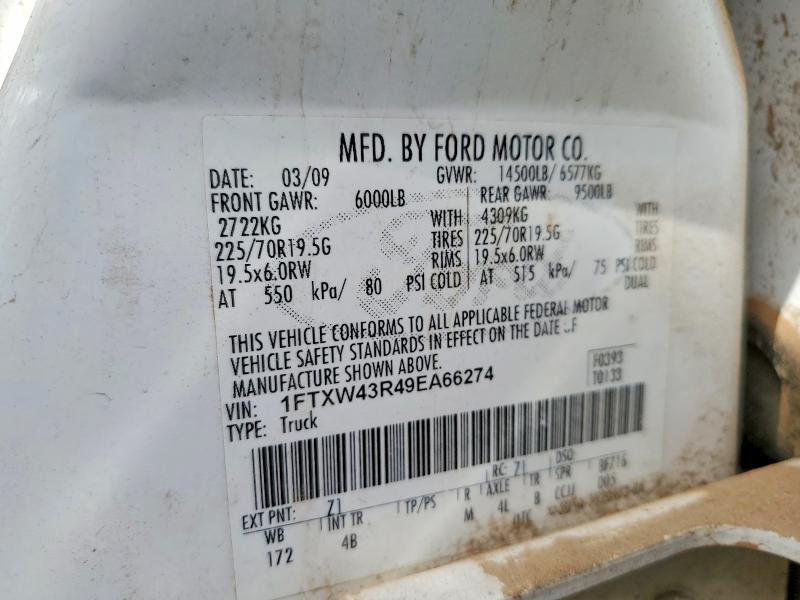 MFD. BY FORD MOTOR CO.
DATE: 03/09 GVWR: 14500LB/ 6577KG
FRONT GAWR: 6000LB REAR GAWR: 9500LB
2722KG WITH 4309KG WITH
225/70R19.5G TIRES 225/70R19.5G TIRES
19.5x6.0RW RIMS 19.5x6.0RW RIMS
AT 550 kPa/ 80 PSI COLD AT 515 kPa/ 75 PSI COLD
DUAL
THIS VEHICLE CONFORMS TO ALL APPLICABLE FEDERAL MOTOR
VEHICLE SAFETY STANDARDS IN EFFECT ON THE DATE OF
MANUFACTURE SHOWN ABOVE.
F0393
T0133
VIN: 1FTXW43R49EA66274
TYPE: Truck
EXT PNT: Z1 RC: Z1 DSO:
WB INT TR TP/PS R AXLE TR SPR BF716
172 4B M 4L B CCJJ D05
UTC